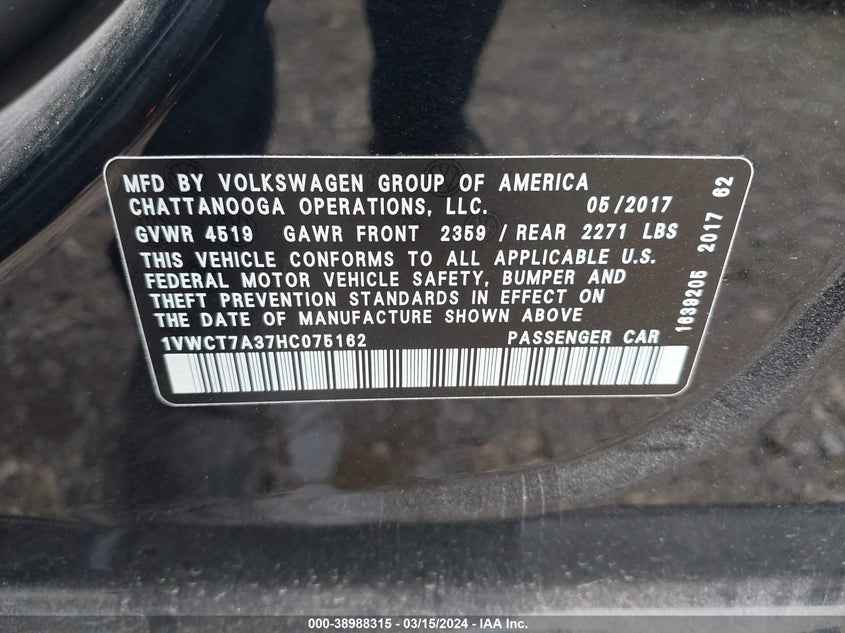 MFD BY VOLKSWAGEN GROUP OF AMERICA
CHATTANOOGA OPERATIONS, LLC. 05/2017
GVWR 4519 GAWR FRONT 2359 / REAR 2271 LBS
THIS VEHICLE CONFORMS TO ALL APPLICABLE U.S.
FEDERAL MOTOR VEHICLE SAFETY, BUMPER AND
THEFT PREVENTION STANDARDS IN EFFECT ON
THE DATE OF MANUFACTURE SHOWN ABOVE
1VWCT7A37HC075162 PASSENGER CAR
1639205 2017 62
000-38988315 - 03/15/2024 - IAA Inc.